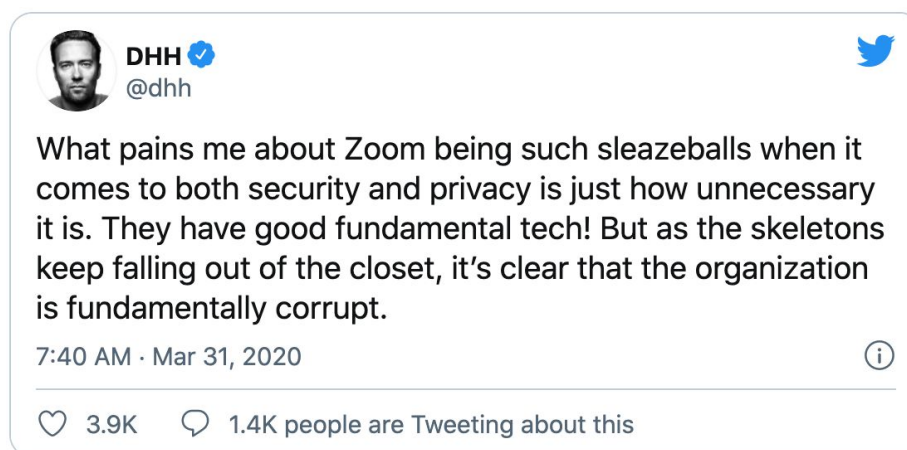 DHH
@dhh
What pains me about Zoom being such sleazeballs when it
comes to both security and privacy is just how unnecessary
it is. They have good fundamental tech! But as the skeletons
keep falling out of the closet, it’s clear that the organization
is fundamentally corrupt.
7:40 AM · Mar 31, 2020
3.9K 1.4K people are Tweeting about this